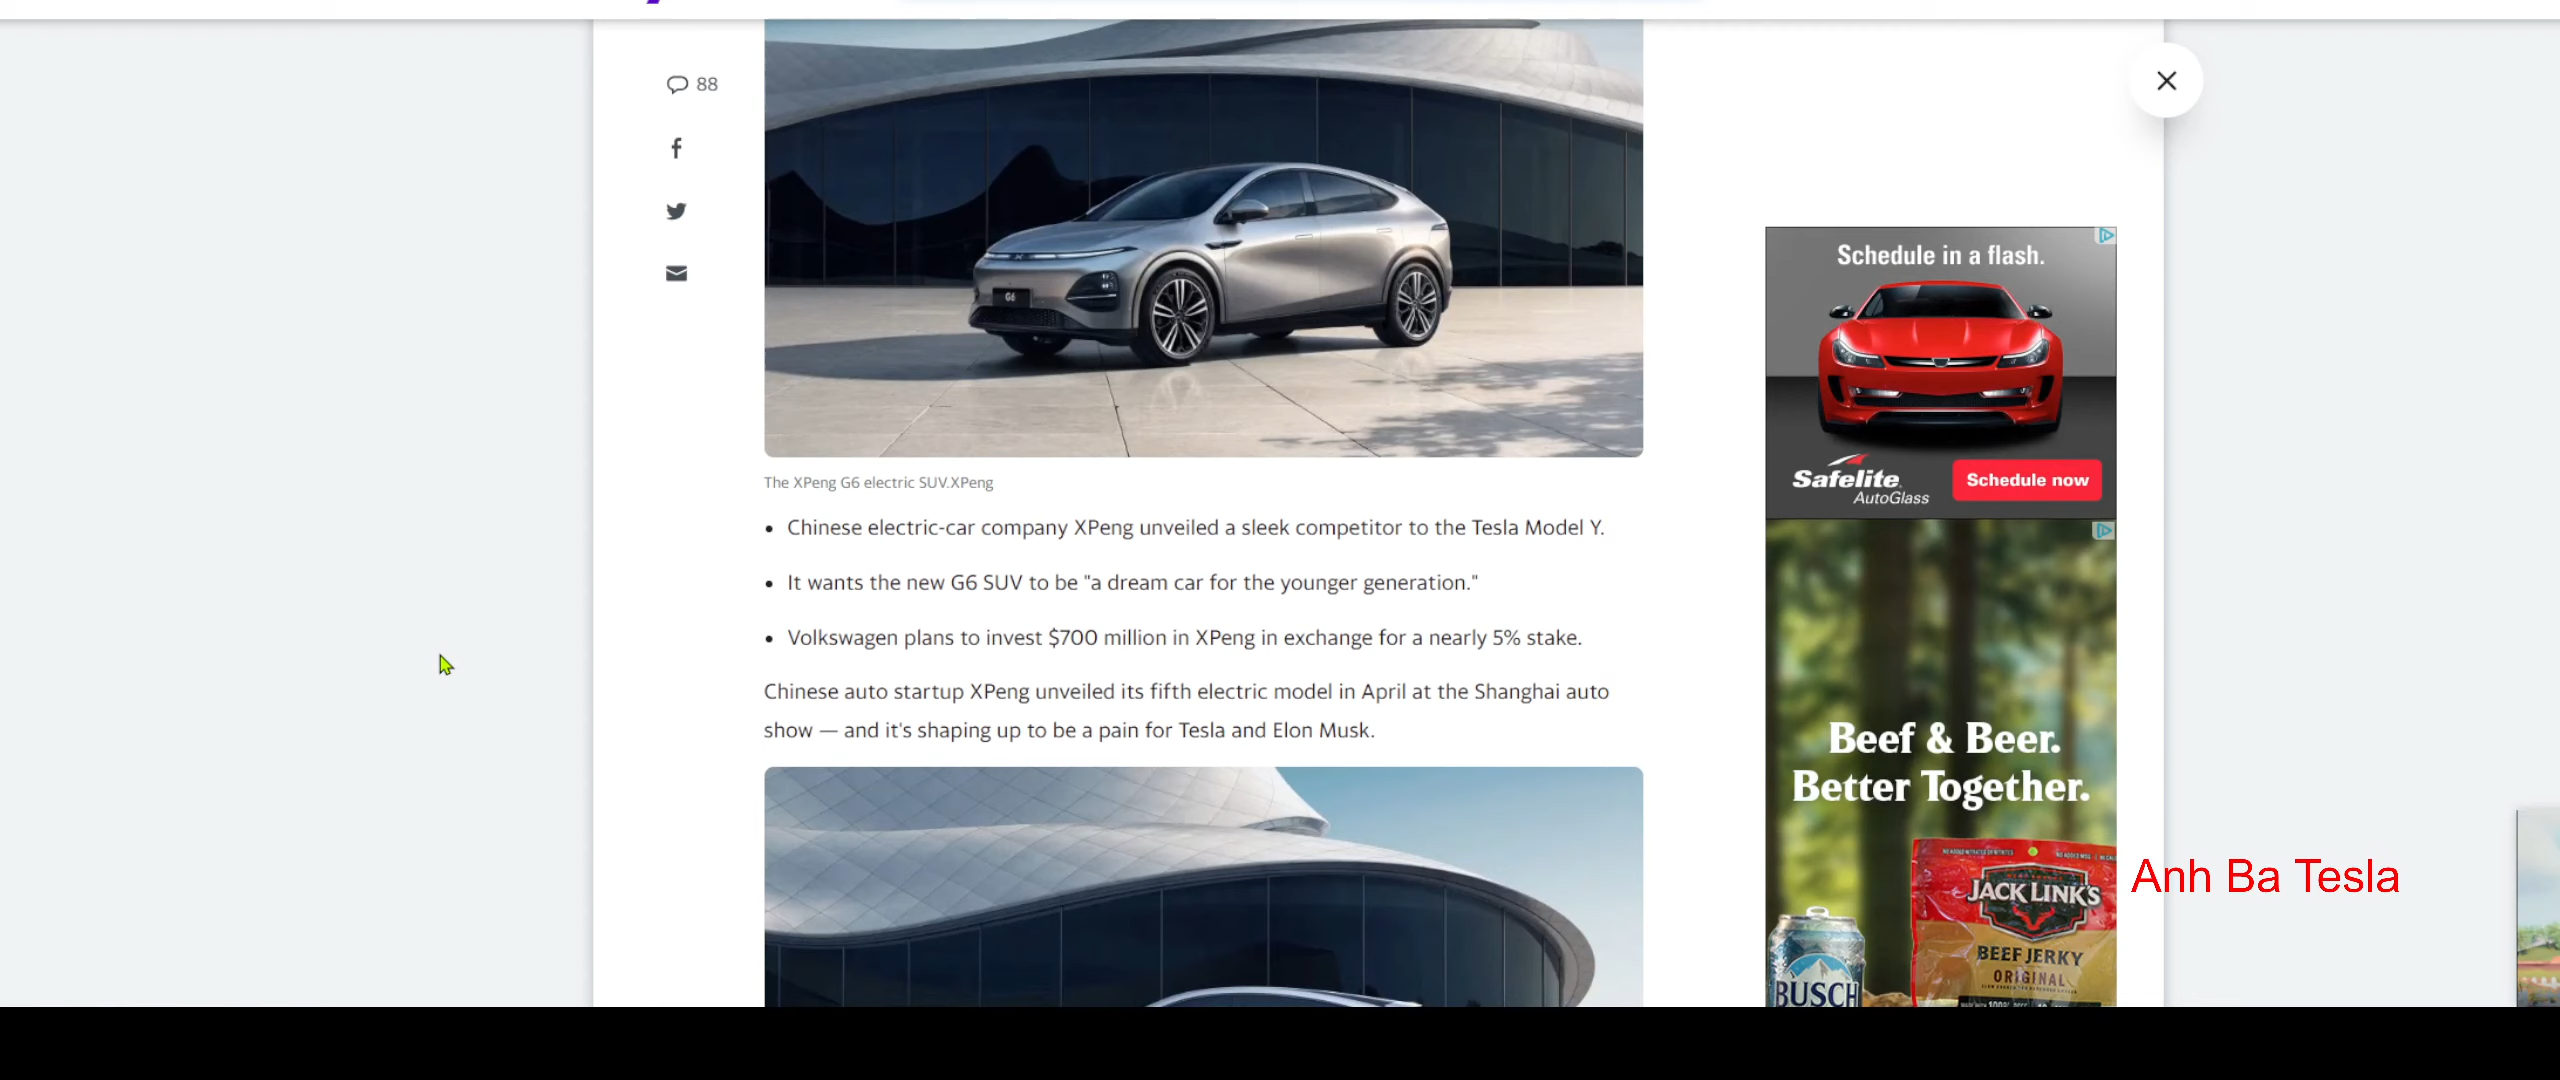 88
G6
The XPeng G6 electric SUV.XPeng
• Chinese electric-car company XPeng unveiled a sleek competitor to the Tesla Model Y.
• It wants the new G6 SUV to be "a dream car for the younger generation."
• Volkswagen plans to invest $700 million in XPeng in exchange for a nearly 5% stake.
Chinese auto startup XPeng unveiled its fifth electric model in April at the Shanghai auto
show — and it's shaping up to be a pain for Tesla and Elon Musk.
Schedule in a flash.
Safelite
AutoGlass
Schedule now
Beef & Beer.
Better Together.
JACK LINK'S
BEEF JERKY
ORIGINAL
BUSCH
Anh Ba Tesla